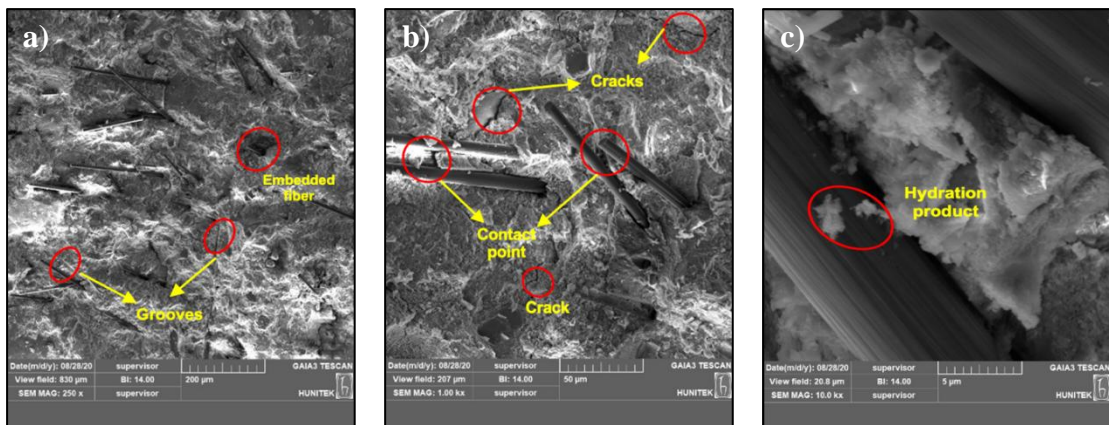 a)
Embedded
fiber
Grooves
Date(m/d/y): 08/28/20 supervisor GAIA3 TESCAN
View field: 830 µm BI: 14.00 200 µm
SEM MAG: 250 x supervisor HUNITEK
b)
Cracks
Contact
point
Crack
Date(m/d/y): 08/28/20 supervisor GAIA3 TESCAN
View field: 207 µm BI: 14.00 50 µm
SEM MAG: 1.00 kx supervisor HUNITEK
c)
Hydration
product
Date(m/d/y): 08/28/20 supervisor GAIA3 TESCAN
View field: 20.8 µm BI: 14.00 5 µm
SEM MAG: 10.0 kx supervisor HUNITEK